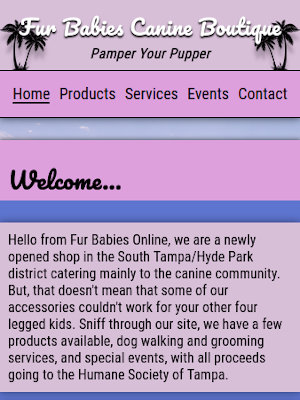 Fur Babies Canine Boutique
Pamper Your Pupper
Home Products Services Events Contact
Welcome...
Hello from Fur Babies Online, we are a newly
opened shop in the South Tampa/Hyde Park
district catering mainly to the canine community.
But, that doesn't mean that some of our
accessories couldn't work for your other four
legged kids. Sniff through our site, we have a few
products available, dog walking and grooming
services, and special events, with all proceeds
going to the Humane Society of Tampa.